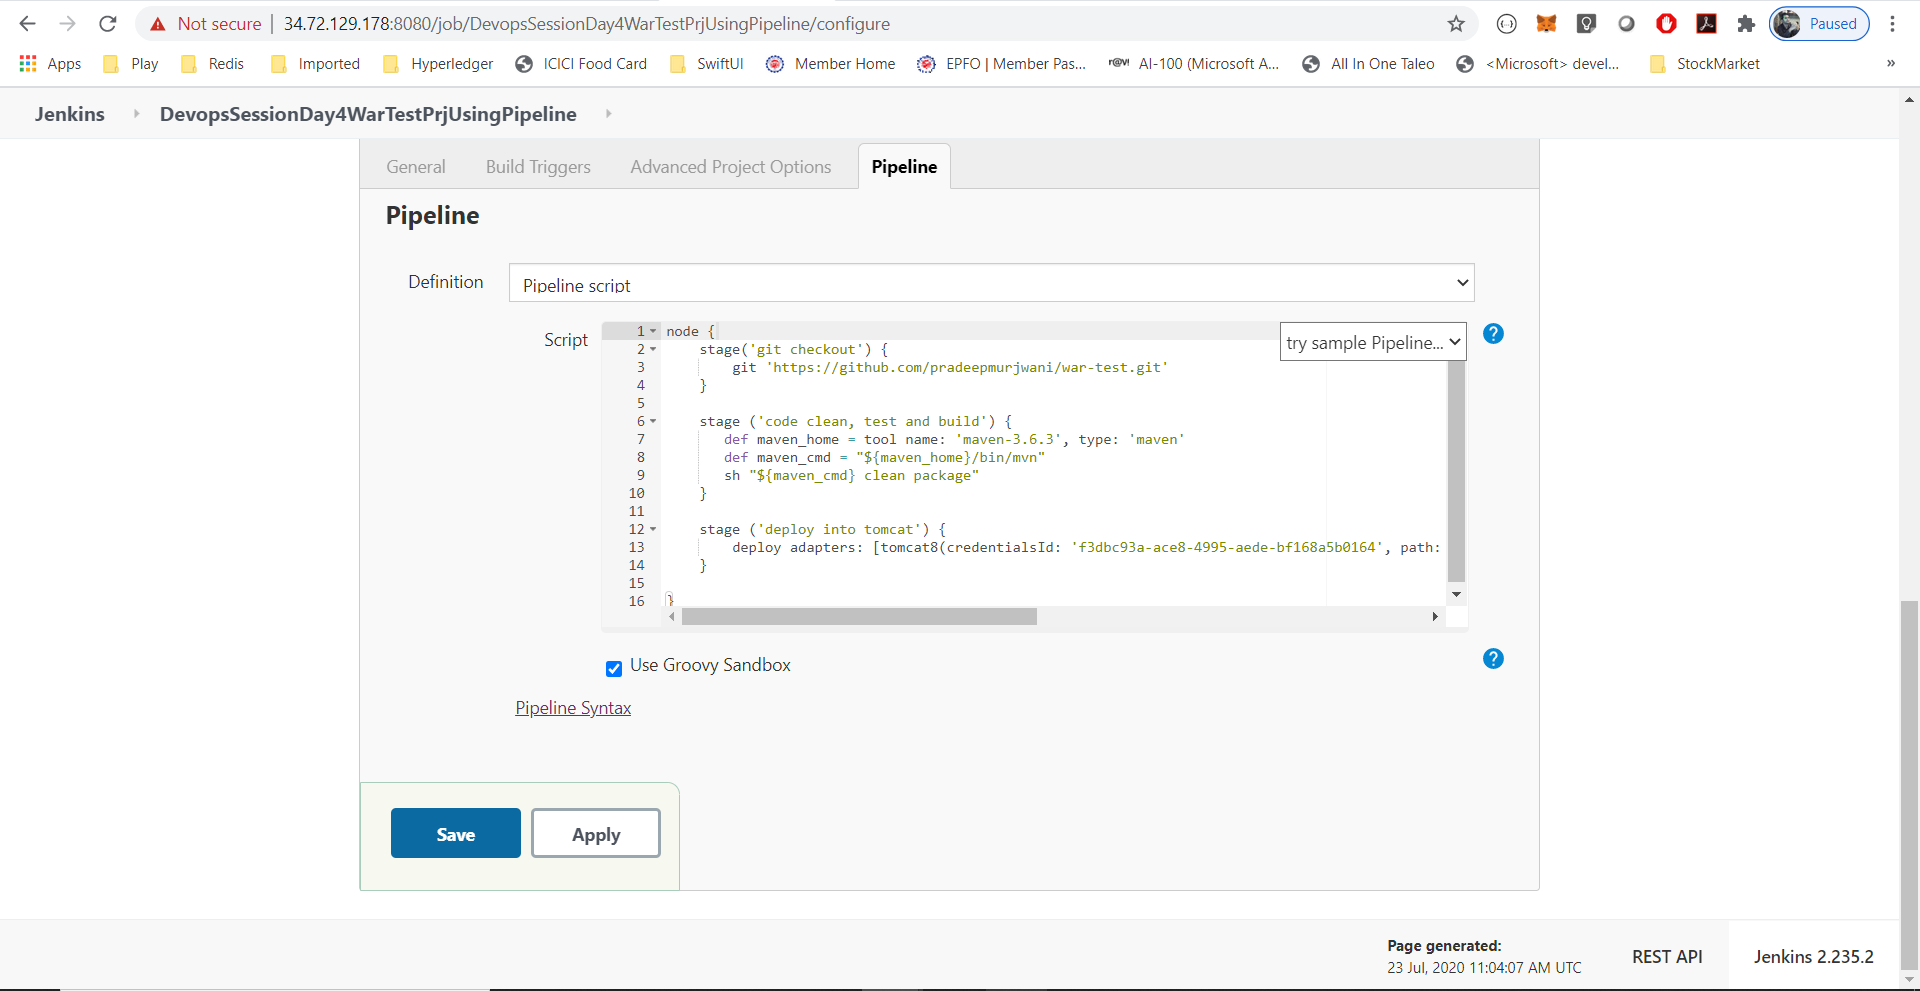 Not secure | 34.72.129.178:8080/job/DevopsSessionDay4WarTestPrjUsingPipeline/configure
Paused
Apps Play Redis Imported Hyperledger ICICI Food Card SwiftUI Member Home EPFO | Member Pas... AI-100 (Microsoft A... All In One Taleo <Microsoft> devel... StockMarket »
Jenkins DevopsSessionDay4WarTestPrjUsingPipeline
General Build Triggers Advanced Project Options Pipeline
Pipeline
Definition Pipeline script
Script
try sample Pipeline...
1 node {
2 stage('git checkout') {
3 git 'https://github.com/pradeepmurjwani/war-test.git'
4 }
5
6 stage ('code clean, test and build') {
7 def maven_home = tool name: 'maven-3.6.3', type: 'maven'
8 def maven_cmd = "${maven_home}/bin/mvn"
9 sh "${maven_cmd} clean package"
10 }
11
12 stage ('deploy into tomcat') {
13 deploy adapters: [tomcat8(credentialsId: 'f3dbc93a-ace8-4995-aede-bf168a5b0164', path:
14 }
15
16 }
Use Groovy Sandbox
Pipeline Syntax
Save Apply
Page generated:
23 Jul, 2020 11:04:07 AM UTC
REST API
Jenkins 2.235.2